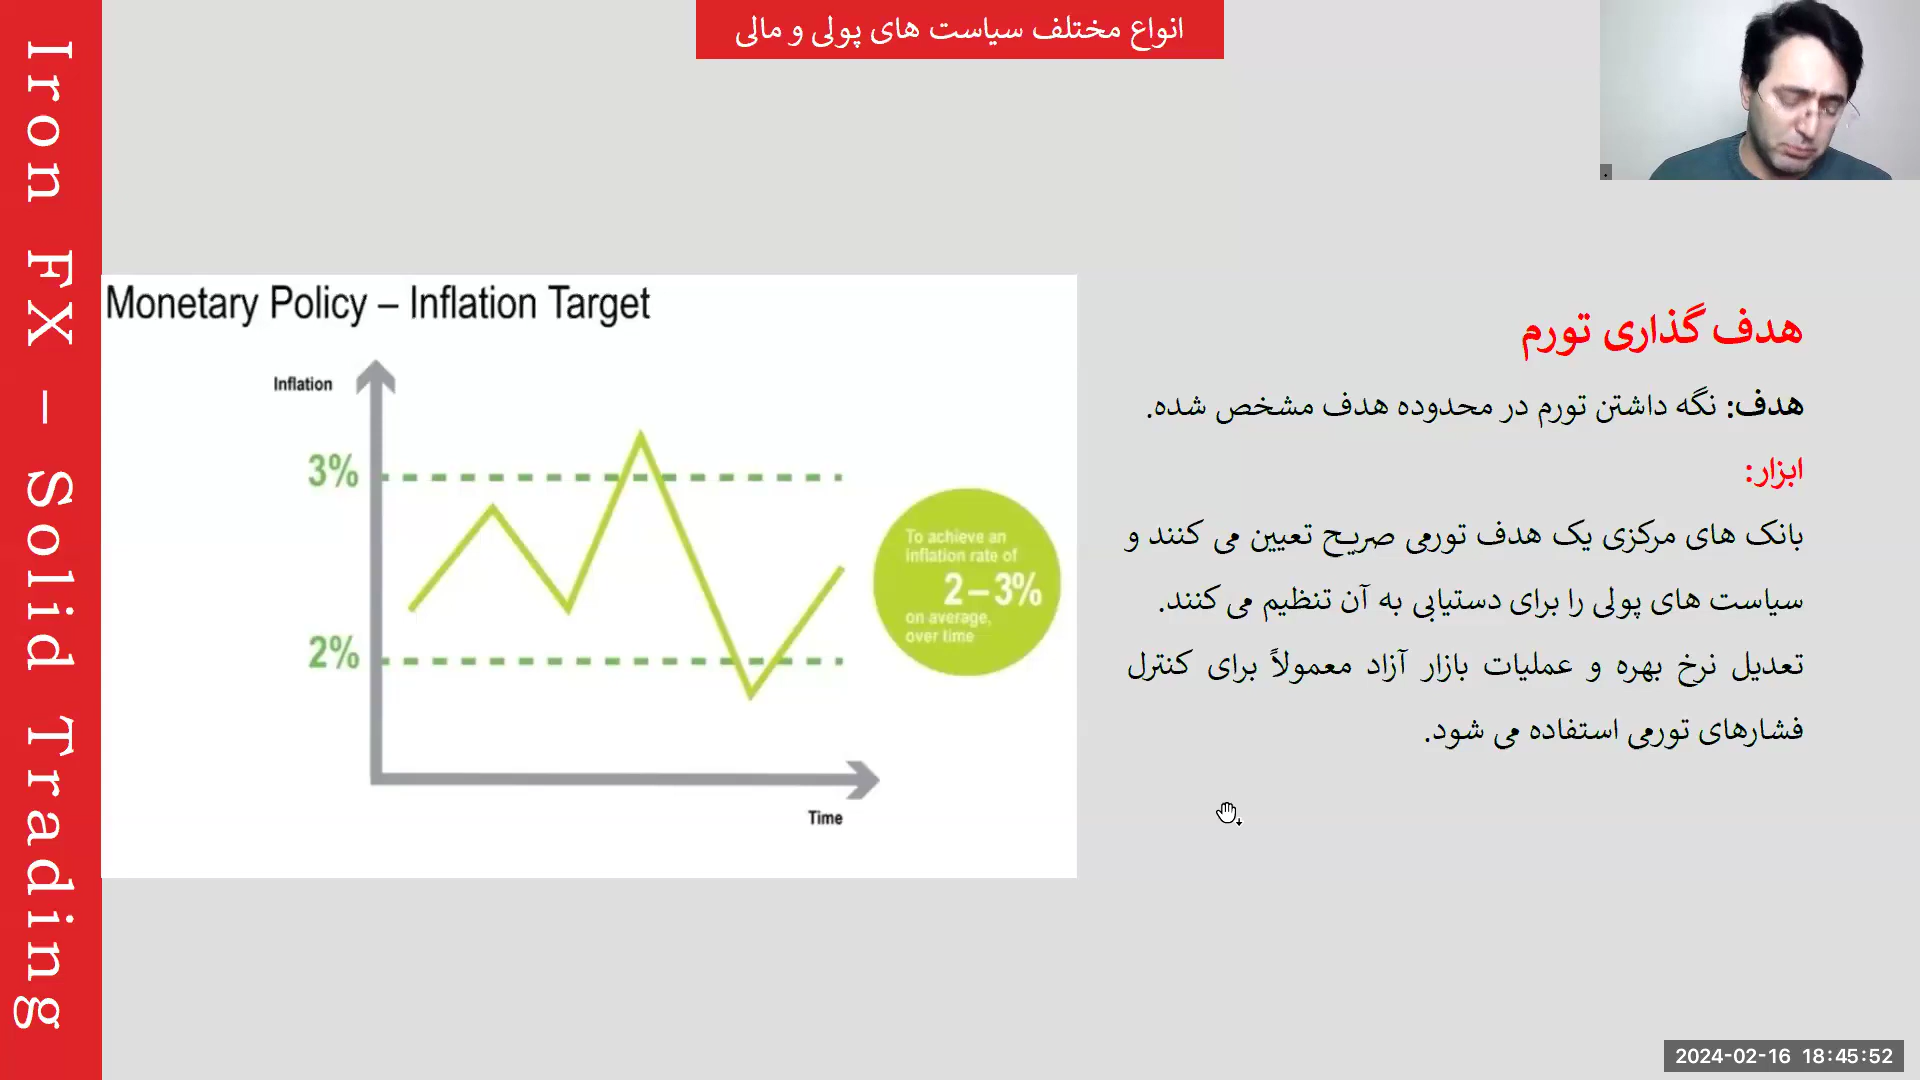 انواع مختلف سیاست های پولی و مالی
Iron FX – Solid Trading
Monetary Policy – Inflation Target
Inflation
3%
2%
Time
To achieve an
inflation rate of
2 – 3%
on average,
over time
هدف گذاری تورم
هدف: نگه داشتن تورم در محدوده هدف مشخص شده.
ابزار:
بانک های مرکزی یک هدف تورمی صریح تعیین می کنند و
سیاست های پولی را برای دستیابی به آن تنظیم می کنند.
تعدیل نرخ بهره و عملیات بازار آزاد معمولاً برای کنترل
فشارهای تورمی استفاده می شود.
2024-02-16 18:45:52